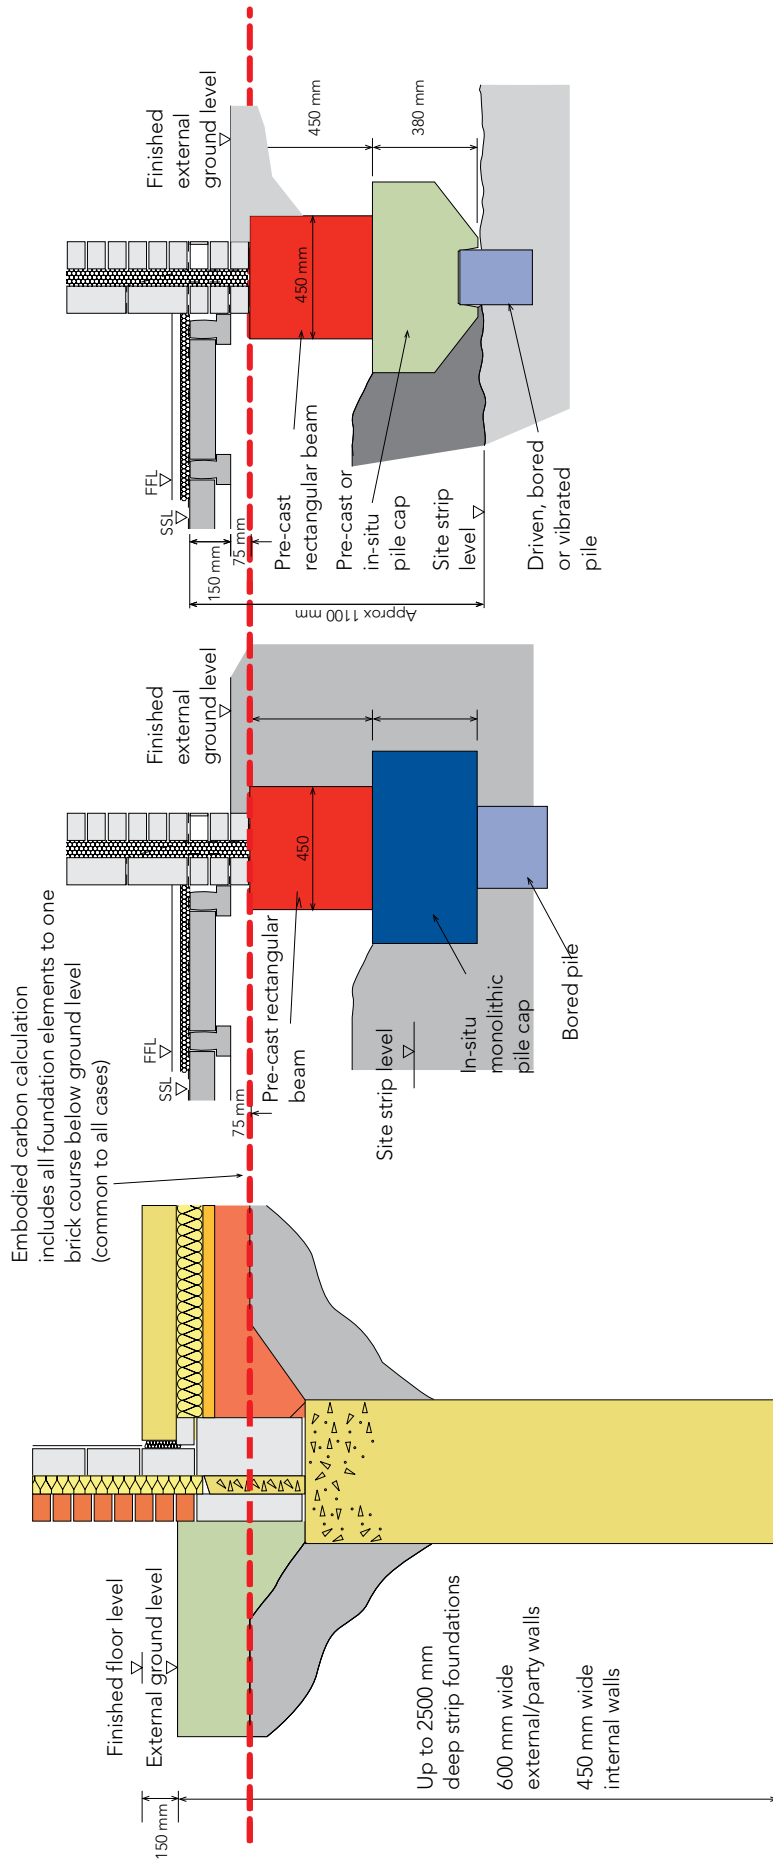 Embodied carbon calculation
includes all foundation elements to one
brick course below ground level
(common to all cases)
150 mm
Finished floor level
External ground level
Up to 2500 mm
deep strip foundations
600 mm wide
external/party walls
450 mm wide
internal walls
FFL
SSL
75 mm
Finished
external
ground level
Pre-cast rectangular
beam
450
Site strip level
In-situ
monolithic
pile cap
Bored pile
FFL
SSL
150 mm
75 mm
Approx 1100 mm
Finished
external
ground level
450 mm
450 mm
380 mm
Pre-cast
rectangular beam
Pre-cast or
in-situ
pile cap
Site strip
level
Driven, bored
or vibrated
pile